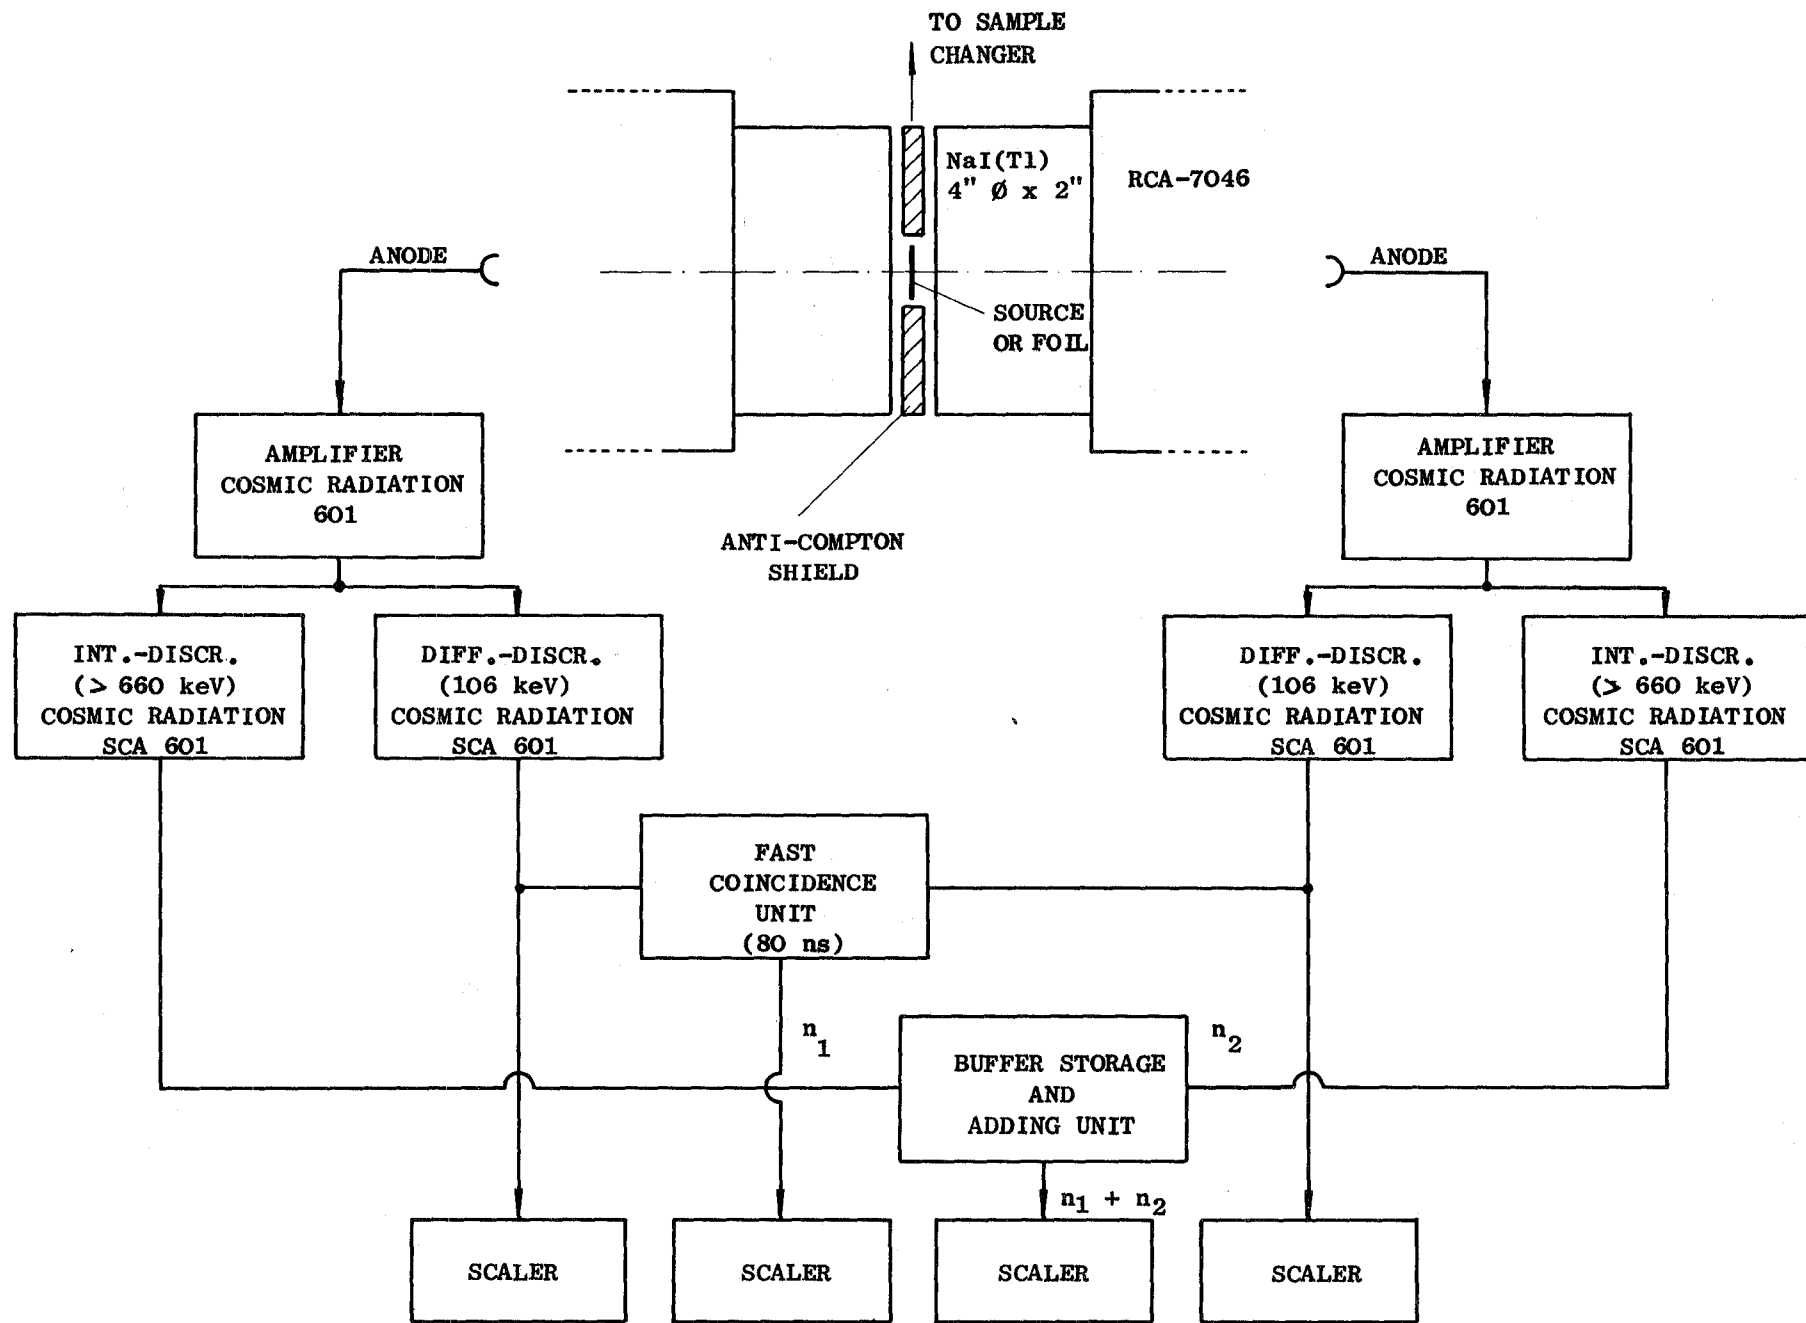 TO SAMPLE
CHANGER
NaI(Tl)
4" Ø x 2"
RCA-7046
ANODE
ANODE
SOURCE
OR FOIL
AMPLIFIER
COSMIC RADIATION
601
AMPLIFIER
COSMIC RADIATION
601
ANTI-COMPTON
SHIELD
INT.-DISCR.
(> 660 keV)
COSMIC RADIATION
SCA 601
DIFF.-DISCR.
(106 keV)
COSMIC RADIATION
SCA 601
DIFF.-DISCR.
(106 keV)
COSMIC RADIATION
SCA 601
INT.-DISCR.
(> 660 keV)
COSMIC RADIATION
SCA 601
FAST
COINCIDENCE
UNIT
(80 ns)
n1
n2
BUFFER STORAGE
AND
ADDING UNIT
n1 + n2
SCALER
SCALER
SCALER
SCALER